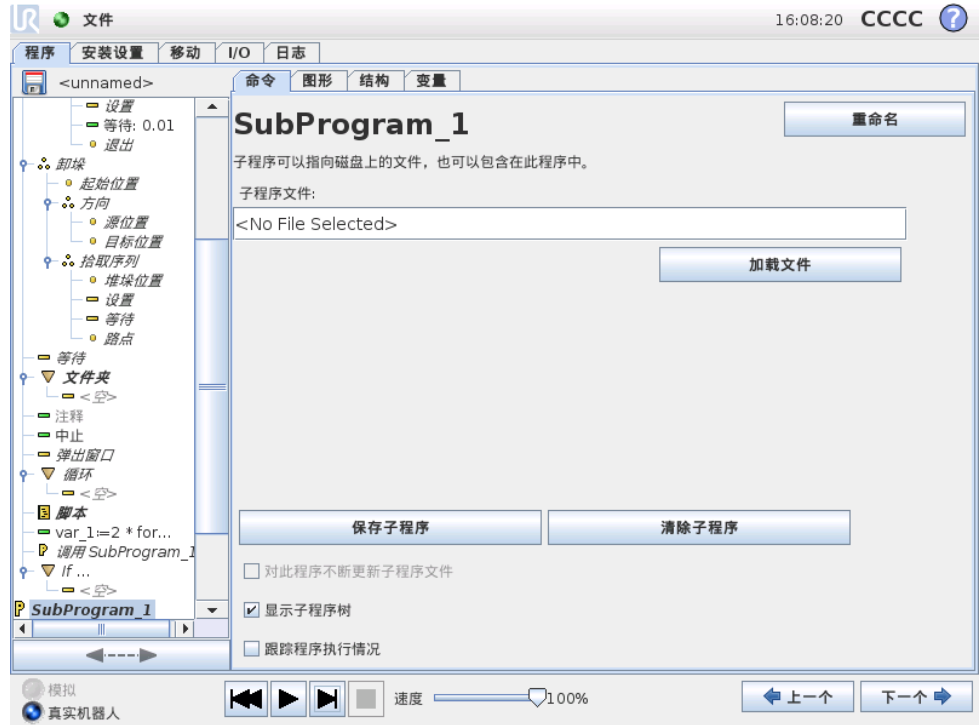 UR 文件 16:08:20 CCCC ?
程序 安装设置 移动 I/O 日志
<unnamed>
设置
等待: 0.01
退出
卸垛
起始位置
方向
源位置
目标位置
拾取序列
堆垛位置
设置
等待
路点
等待
文件夹
<空>
注释
中止
弹出窗口
循环
<空>
脚本
var_1:=2 * for...
调用 SubProgram_1
If ...
<空>
SubProgram_1
命令 图形 结构 变量
SubProgram_1
重命名
子程序可以指向磁盘上的文件，也可以包含在此程序中。
子程序文件:
<No File Selected>
加载文件
保存子程序 清除子程序
对此程序不断更新子程序文件
显示子程序树
跟踪程序执行情况
模拟
真实机器人
速度 100%
上一个 下一个